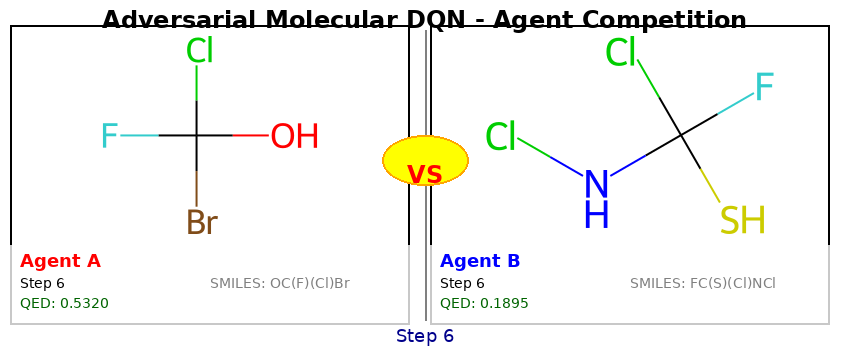 Adversarial Molecular DQN - Agent Competition
Cl
F
OH
Br
Agent A
Step 6
SMILES: OC(F)(Cl)Br
QED: 0.5320
VS
Cl
F
Cl
N
H
SH
Agent B
Step 6
SMILES: FC(S)(Cl)NCl
QED: 0.1895
Step 6